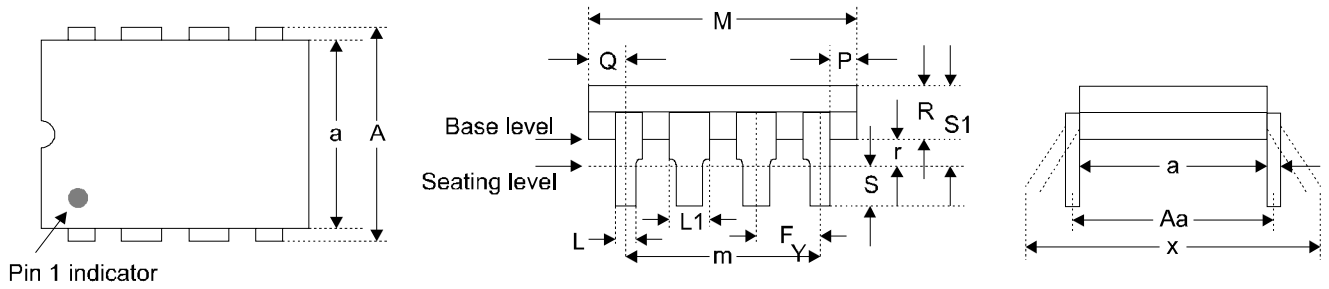 a
A
Pin 1 indicator
M
Q
P
R
S1
Base level
r
Seating level
S
L
L1
F
Y
m
a
Aa
x